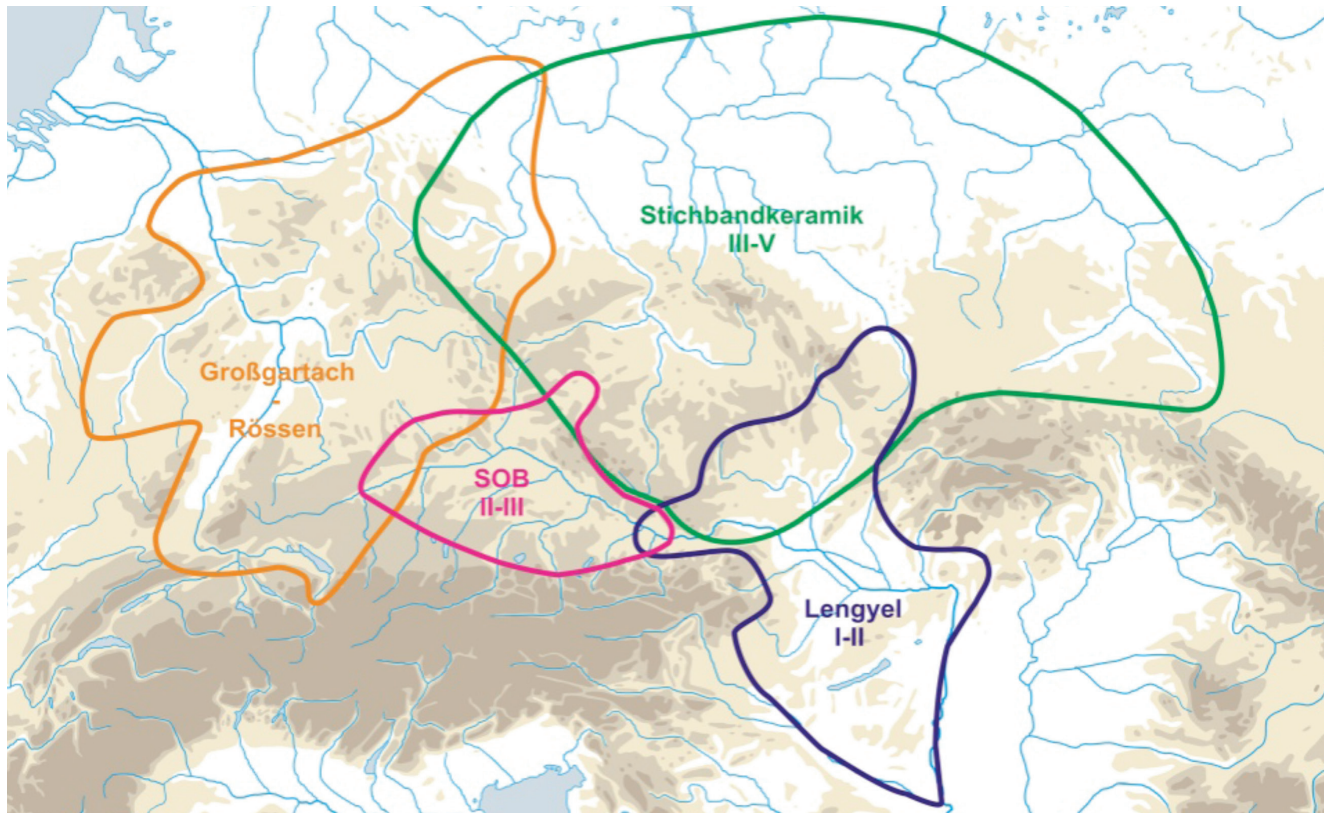 Stichbandkeramik
III-V
Großgartach
-
Rössen
SOB
II-III
Lengyel
I-II